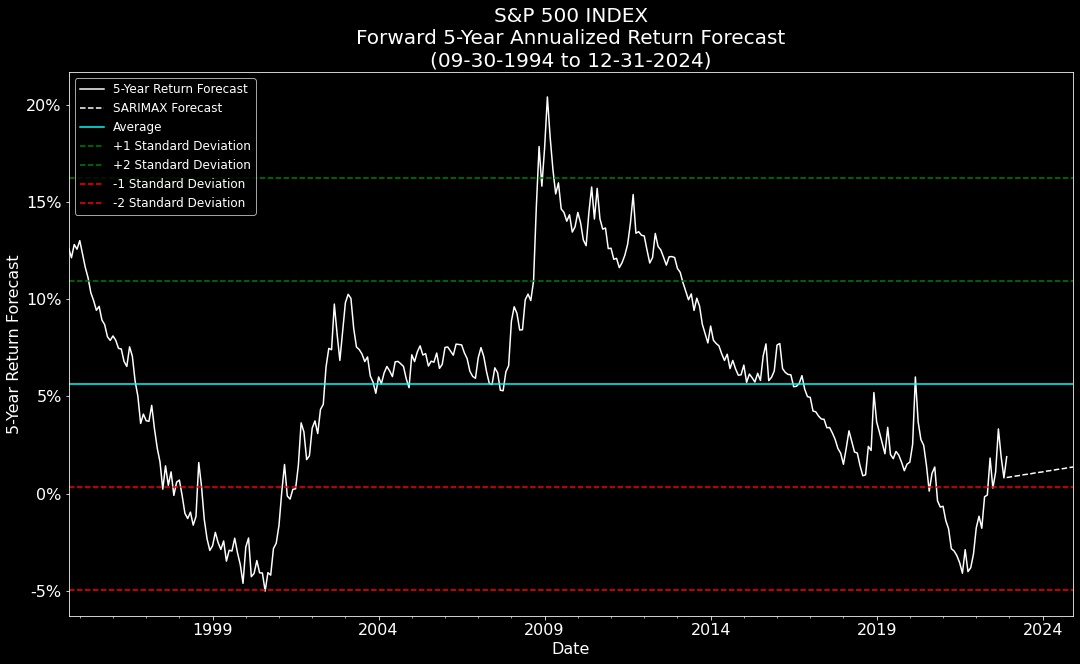 S&P 500 INDEX
Forward 5-Year Annualized Return Forecast
(09-30-1994 to 12-31-2024)
5-Year Return Forecast
SARIMAX Forecast
Average
+1 Standard Deviation
+2 Standard Deviation
-1 Standard Deviation
-2 Standard Deviation
20%
15%
10%
5%
0%
-5%
5-Year Return Forecast
1999
2004
2009
2014
2019
2024
Date